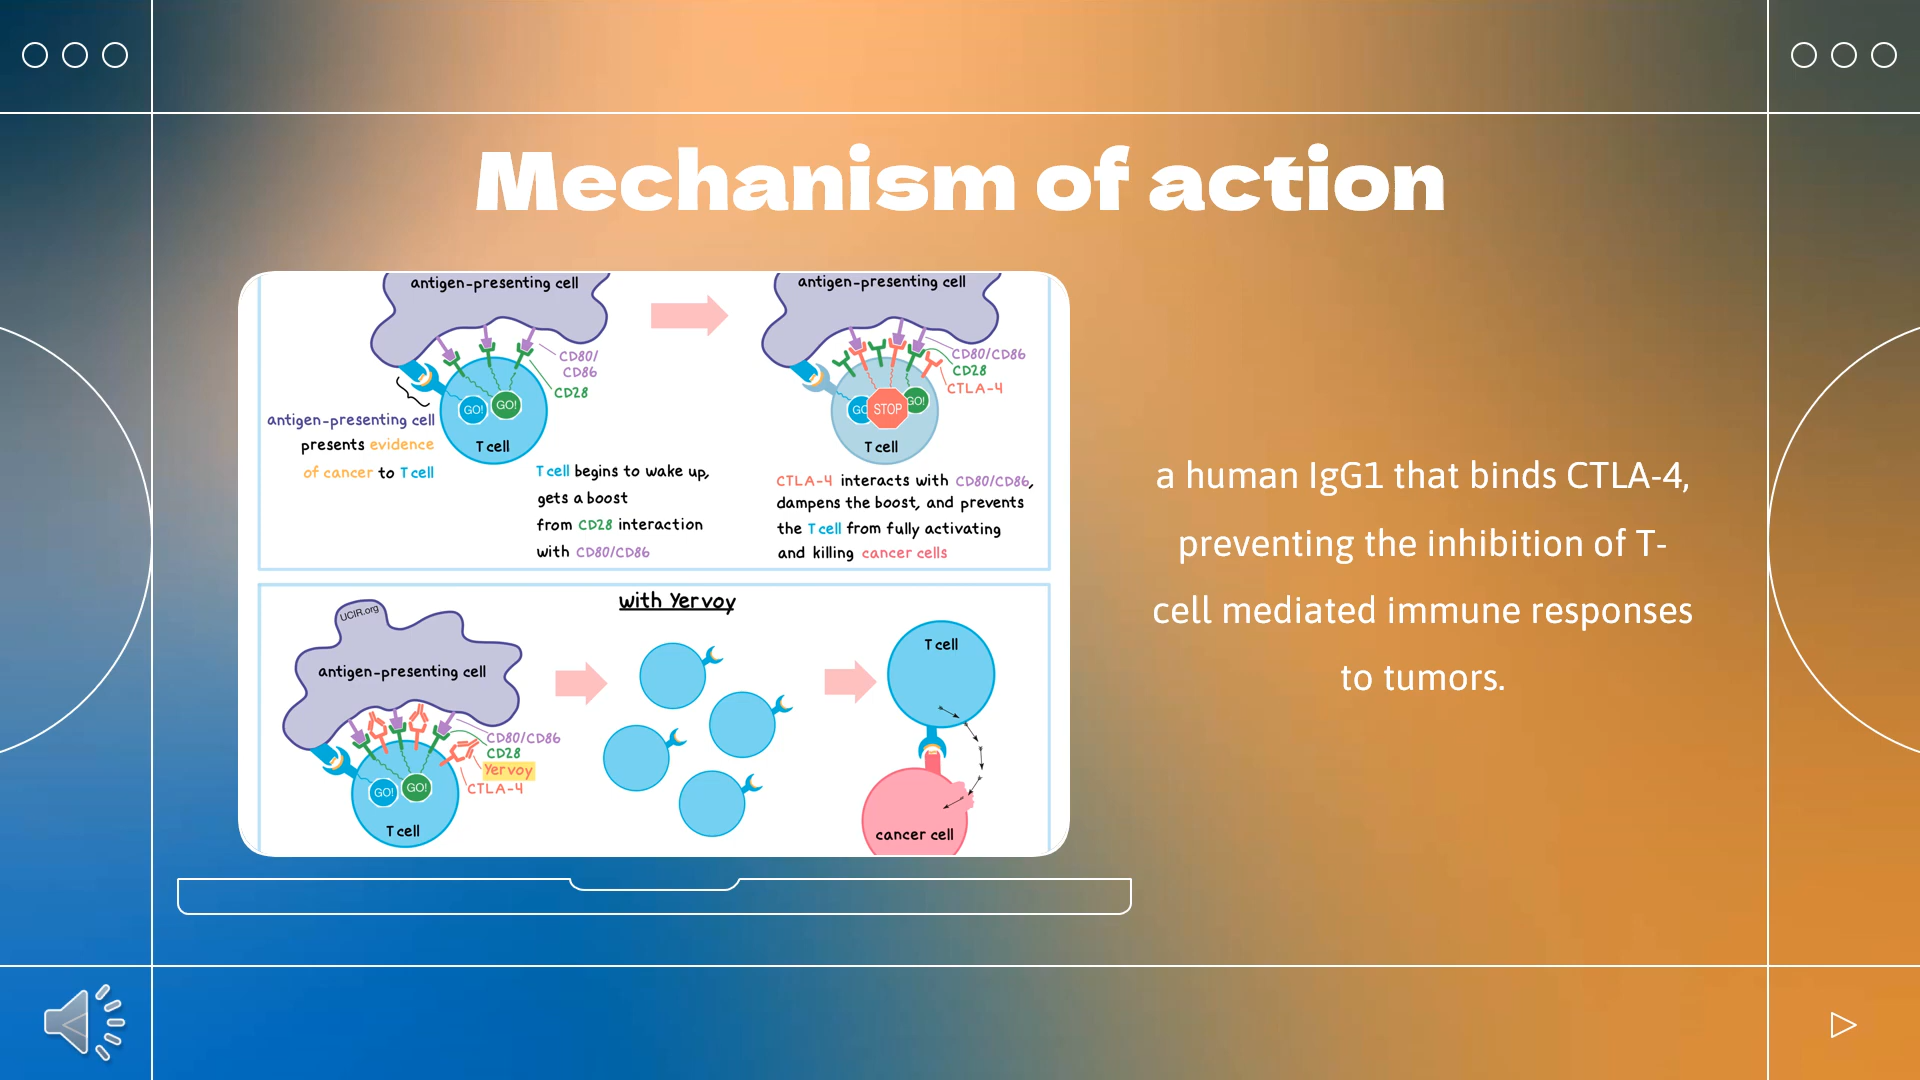 Mechanism of action
antigen-presenting cell
CD80/
CD86
CD28
GO! GO!
T cell
antigen-presenting cell
presents evidence
of cancer to T cell
T cell begins to wake up,
gets a boost
from CD28 interaction
with CD80/CD86
antigen-presenting cell
CD80/CD86
CD28
CTLA-4
GO STOP GO!
T cell
CTLA-4 interacts with CD80/CD86,
dampens the boost, and prevents
the T cell from fully activating
and killing cancer cells
with Yervoy
UCIR.org
antigen-presenting cell
CD80/CD86
CD28
Yervoy
CTLA-4
GO! GO!
T cell
T cell
cancer cell
a human IgG1 that binds CTLA-4,
preventing the inhibition of T-
cell mediated immune responses
to tumors.